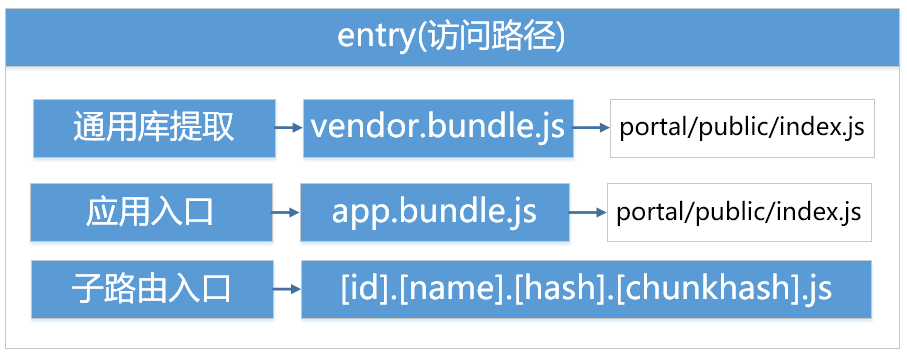 entry(访问路径)
通用库提取
vendor.bundle.js
portal/public/index.js
应用入口
app.bundle.js
portal/public/index.js
子路由入口
[id].[name].[hash].[chunkhash].js